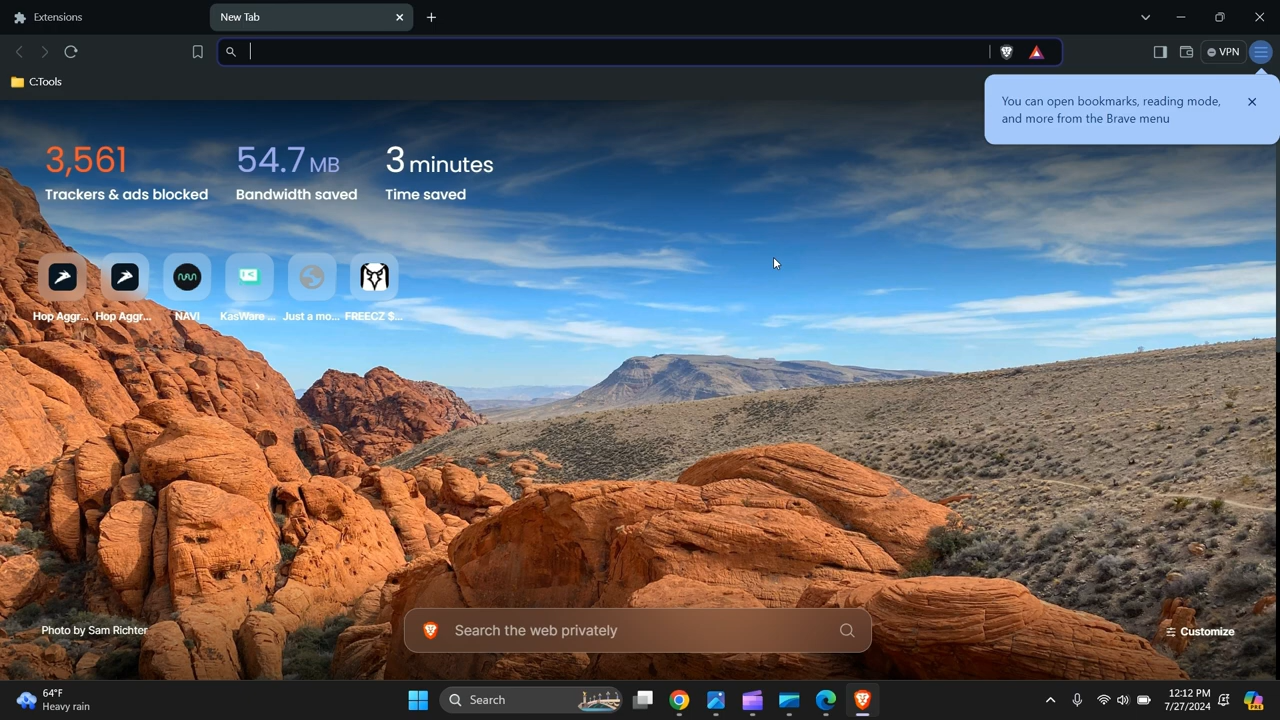 Extensions
New Tab
VPN
C:Tools
You can open bookmarks, reading mode,
and more from the Brave menu
3,561
Trackers & ads blocked
54.7 MB
Bandwidth saved
3 minutes
Time saved
Hop Aggr...
Hop Aggr...
NAVI
KasWare ...
Just a mo...
FREECZ $...
Photo by Sam Richter
Search the web privately
Customize
64°F
Heavy rain
Search
12:12 PM
7/27/2024
PRE